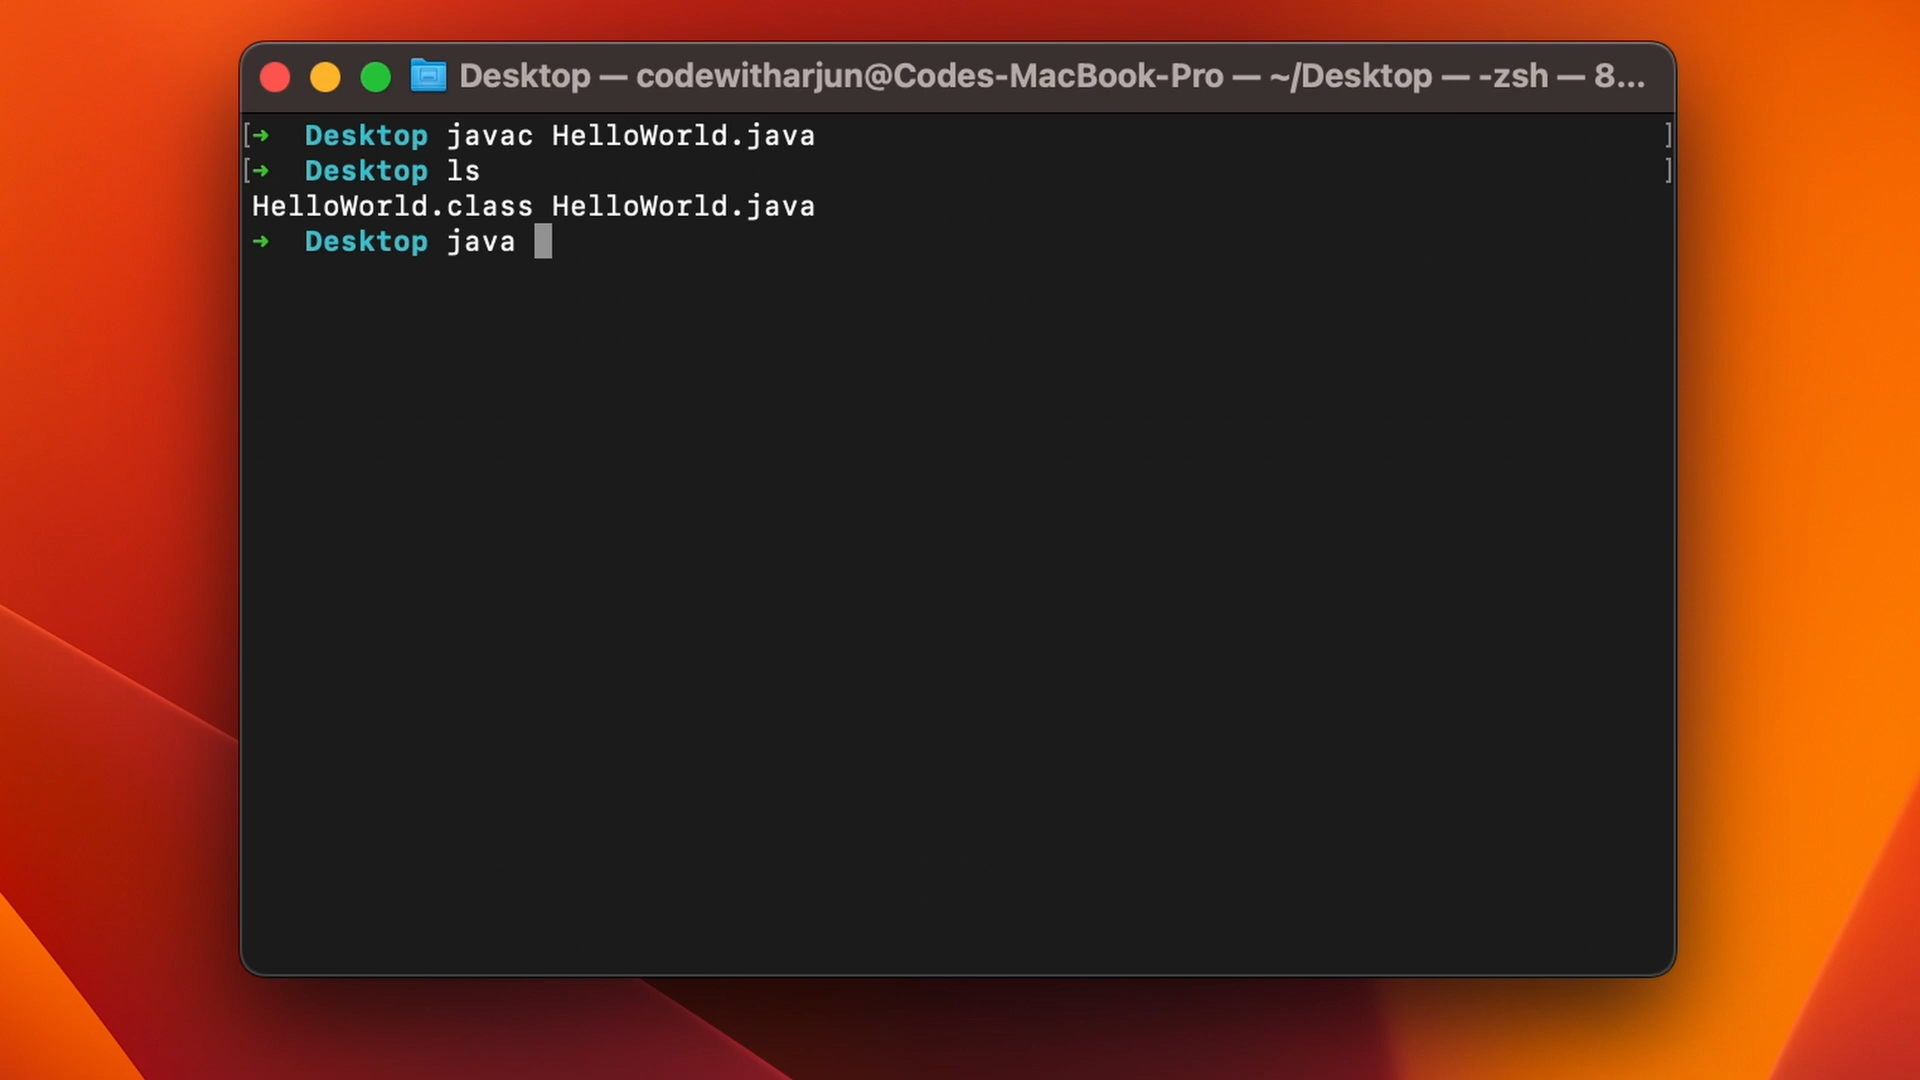 Desktop — codewitharjun@Codes-MacBook-Pro — ~/Desktop — -zsh — 8...
[➜ Desktop javac HelloWorld.java ]
[➜ Desktop ls ]
HelloWorld.class HelloWorld.java
➜ Desktop java